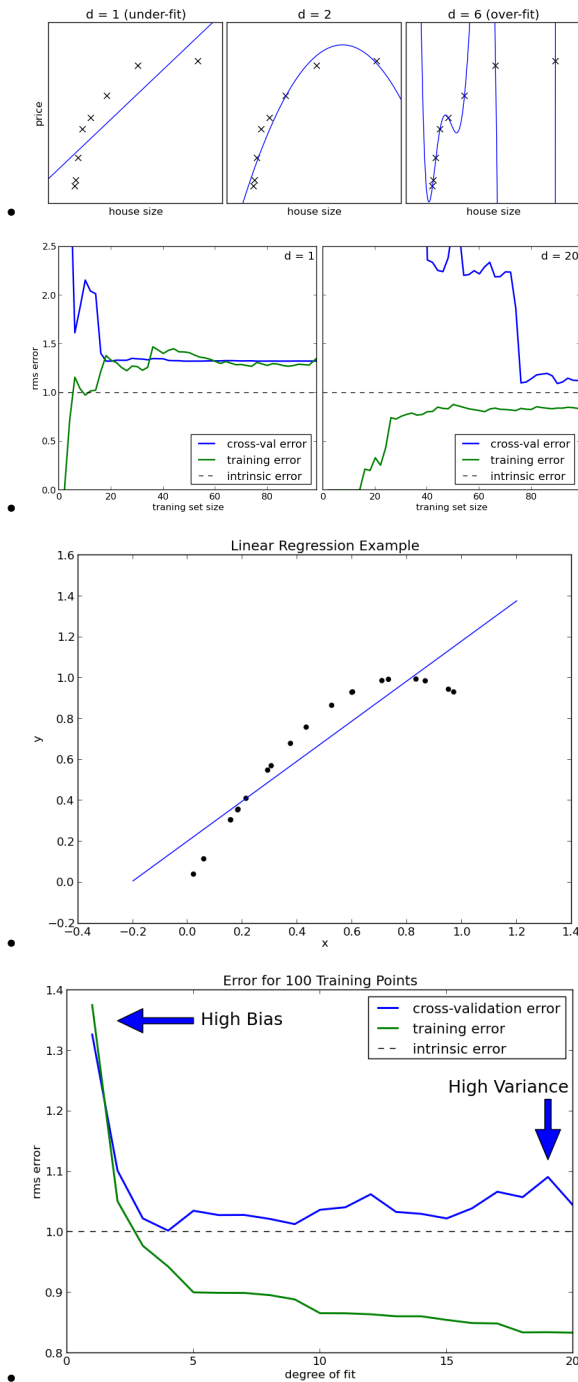 d = 1 (under-fit)
d = 2
d = 6 (over-fit)
price
house size
house size
house size
d = 1
d = 20
rms error
2.5
2.0
1.5
1.0
0.5
0.0
cross-val error
training error
intrinsic error
cross-val error
training error
intrinsic error
0 20 40 60 80
0 20 40 60 80
traning set size
traning set size
Linear Regression Example
y
1.6
1.4
1.2
1.0
0.8
0.6
0.4
0.2
0.0
−0.2
−0.4 −0.2 0.0 0.2 0.4 0.6 0.8 1.0 1.2 1.4
x
Error for 100 Training Points
rms error
1.4
1.3
1.2
1.1
1.0
0.9
0.8
cross-validation error
training error
intrinsic error
High Bias
High Variance
0 5 10 15 20
degree of fit